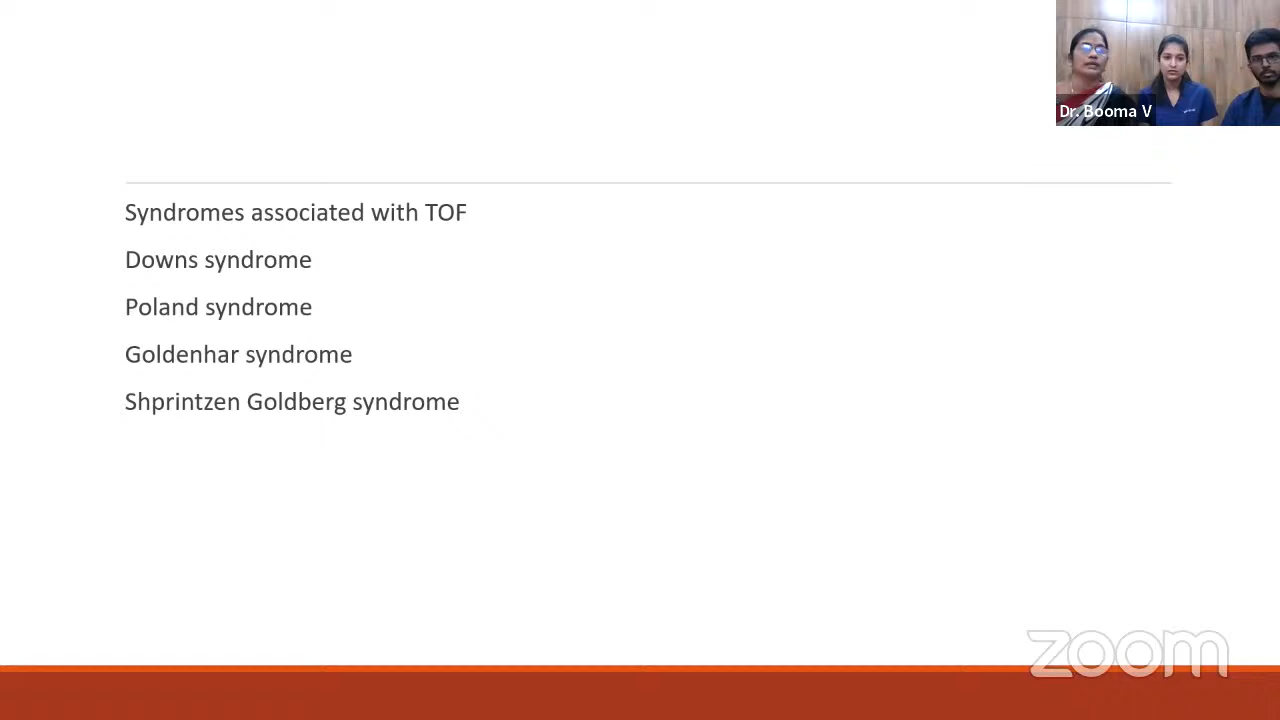 Dr. Booma V
Syndromes associated with TOF
Downs syndrome
Poland syndrome
Goldenhar syndrome
Shprintzen Goldberg syndrome
zoom